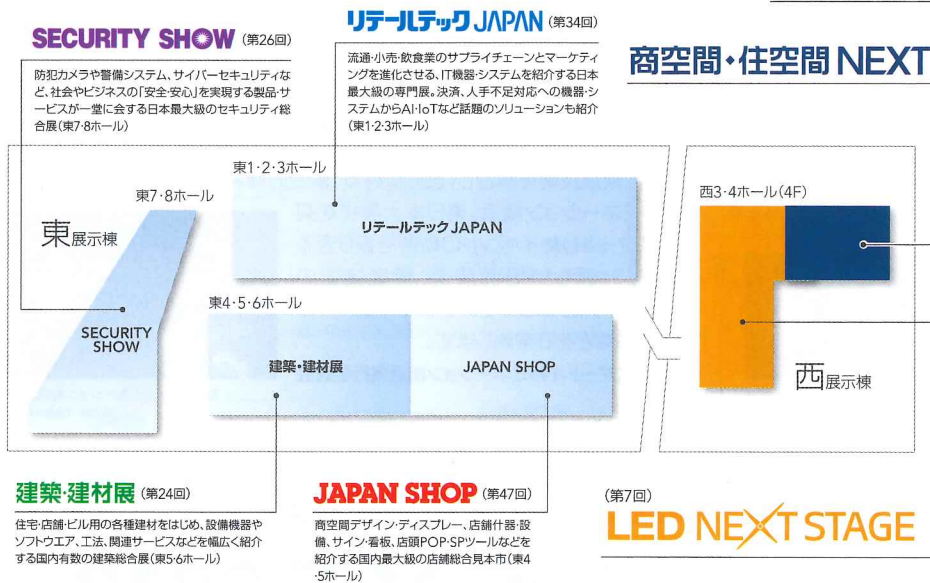 SECURITY SHOW (第26回)
防犯カメラや警備システム、サイバーセキュリティな
ど、社会やビジネスの「安全・安心」を実現する製品・サ
ービスが一堂に会する日本最大級のセキュリティ総
合展(東7・8ホール)
リテールテックJAPAN (第34回)
流通・小売・飲食業のサプライチェーンとマーケティ
ングを進化させる、IT機器・システムを紹介する日本
最大級の専門展。決済、人手不足対応への機器・シ
ステムからAI・IoTなど話題のソリューションも紹介
(東1・2・3ホール)
商空間・住空間 NEXT
東展示棟
東7・8ホール
SECURITY
SHOW
東1・2・3ホール
リテールテックJAPAN
東4・5・6ホール
建築・建材展
JAPAN SHOP
西3・4ホール(4F)
西展示棟
建築・建材展 (第24回)
住宅・店舗・ビル用の各種建材をはじめ、設備機器や
ソフトウエア、工法、関連サービスなどを幅広く紹介
する国内有数の建築総合展(東5・6ホール)
JAPAN SHOP (第47回)
商空間デザイン・ディスプレー、店舗什器・設
備、サイン・看板、店頭POP・SPツールなどを
紹介する国内最大級の店舗総合見本市(東4
・5ホール)
(第7回)
LED NEXT STAGE